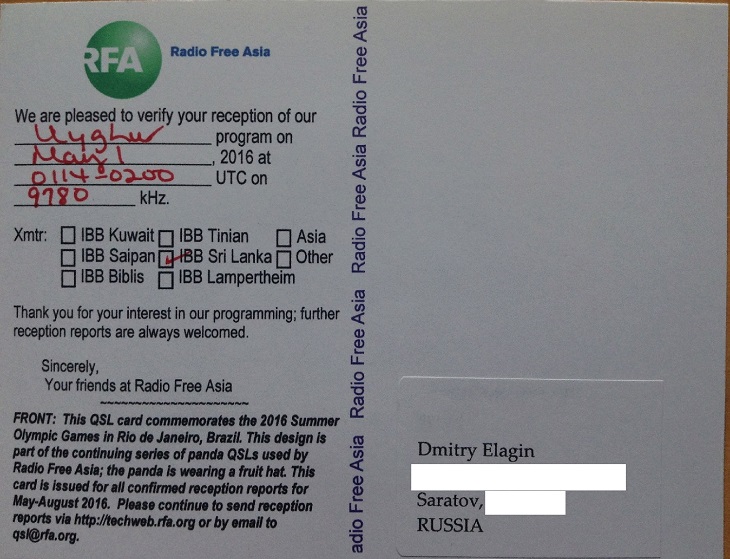 RFA Radio Free Asia
We are pleased to verify your reception of our
Uyghur program on
May 1, 2016 at
0114-0200 UTC on
9780 kHz.
Xmtr: IBB Kuwait IBB Tinian Asia
IBB Saipan IBB Sri Lanka Other
IBB Biblis IBB Lampertheim
Thank you for your interest in our programming; further
reception reports are always welcomed.
Sincerely,
Your friends at Radio Free Asia
~~~~~~~~~~~~~~~~~~~~
FRONT: This QSL card commemorates the 2016 Summer
Olympic Games in Rio de Janeiro, Brazil. This design is
part of the continuing series of panda QSLs used by
Radio Free Asia; the panda is wearing a fruit hat. This
card is issued for all confirmed reception reports for
May-August 2016. Please continue to send reception
reports via http://techweb.rfa.org or by email to
qsl@rfa.org.
adio Free Asia Radio Free Asia Radio Free Asia Radio Free Asia
Dmitry Elagin
Saratov,
RUSSIA